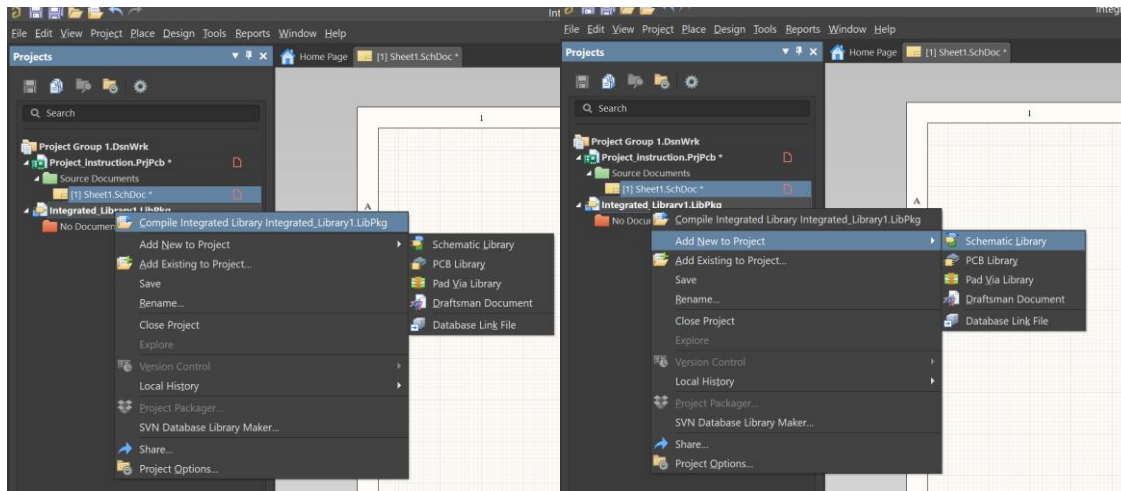 Int
File Edit View Project Place Design Tools Reports Window Help
Projects
Home Page
[1] Sheet1.SchDoc *
Search
1
Project Group 1.DsnWrk
Project_instruction.PrjPcb *
Source Documents
[1] Sheet1.SchDoc *
A
Integrated_Library1.LibPkg
No Documen
Compile Integrated Library Integrated_Library1.LibPkg
Add New to Project
Add Existing to Project...
Save
Rename...
Close Project
Explore
Version Control
Local History
Project Packager...
SVN Database Library Maker...
Share...
Project Options...
Schematic Library
PCB Library
Pad Via Library
Draftsman Document
Database Link File
Integr
File Edit View Project Place Design Tools Reports Window Help
Projects
Home Page
[1] Sheet1.SchDoc *
Search
1
Project Group 1.DsnWrk
Project_instruction.PrjPcb *
Source Documents
[1] Sheet1.SchDoc *
A
Integrated_Library1.LibPkg
No Docum
Compile Integrated Library Integrated_Library1.LibPkg
Add New to Project
Add Existing to Project...
Save
Rename...
Close Project
Explore
Version Control
Local History
Project Packager...
SVN Database Library Maker...
Share...
Project Options...
Schematic Library
PCB Library
Pad Via Library
Draftsman Document
Database Link File